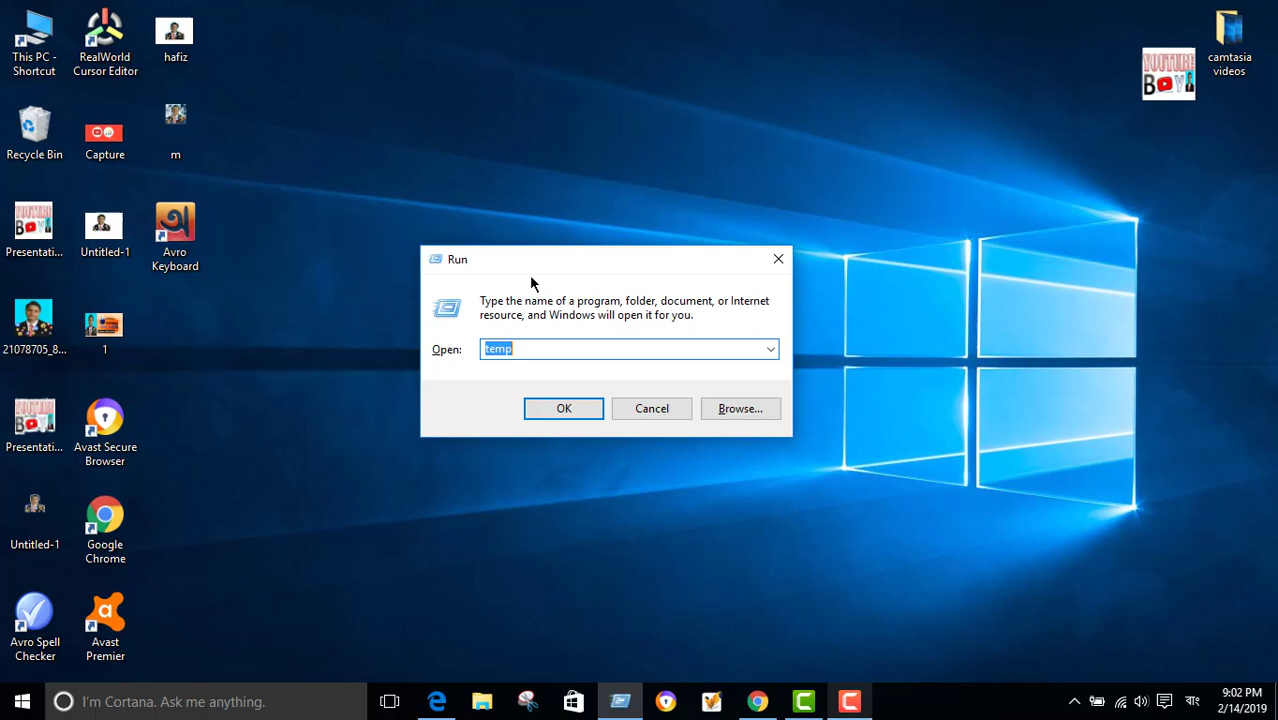 This PC -
Shortcut
RealWorld
Cursor Editor
hafiz
Recycle Bin
Capture
m
Presentati...
Untitled-1
Avro
Keyboard
21078705_8...
1
Presentati...
Avast Secure
Browser
Untitled-1
Google
Chrome
Avro Spell
Checker
Avast
Premier
YOUTUBE
BOY
camtasia
videos
Run
Type the name of a program, folder, document, or Internet
resource, and Windows will open it for you.
Open:
temp
OK
Cancel
Browse...
I'm Cortana. Ask me anything.
বাং
9:02 PM
2/14/2019